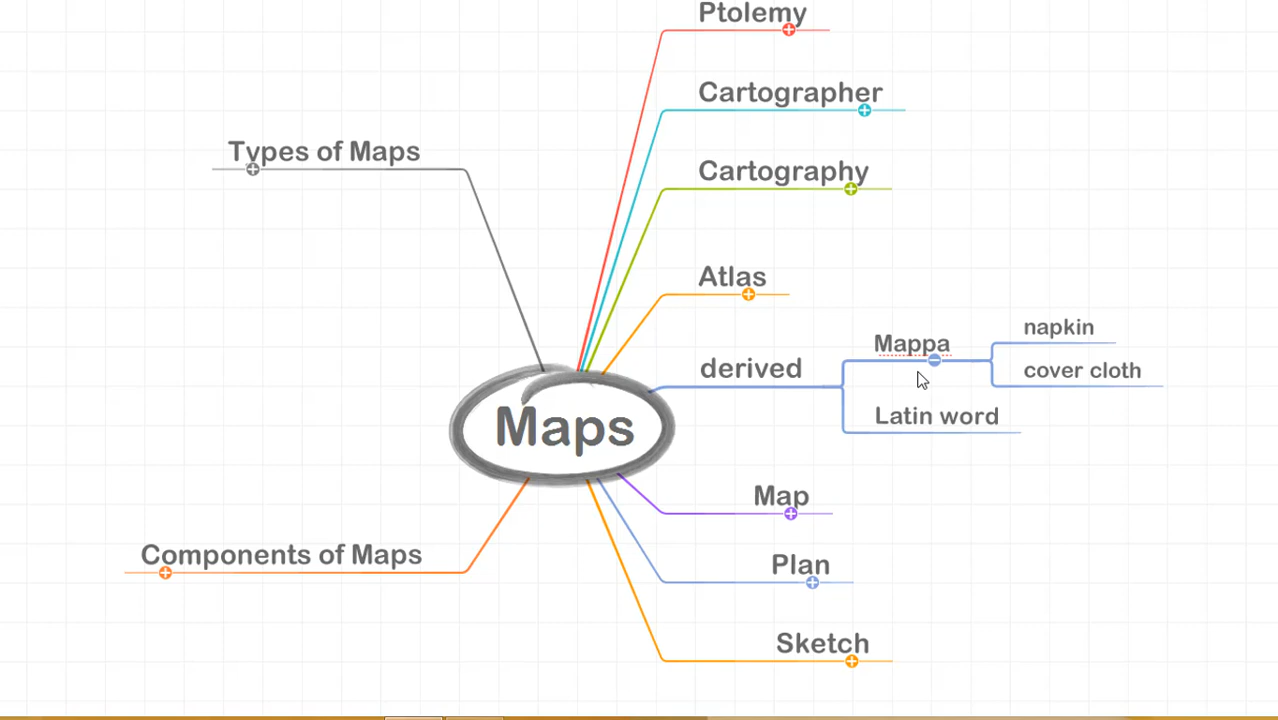 Ptolemy
Cartographer
Types of Maps
Cartography
Atlas
derived
Mappa
napkin
cover cloth
Latin word
Maps
Map
Components of Maps
Plan
Sketch